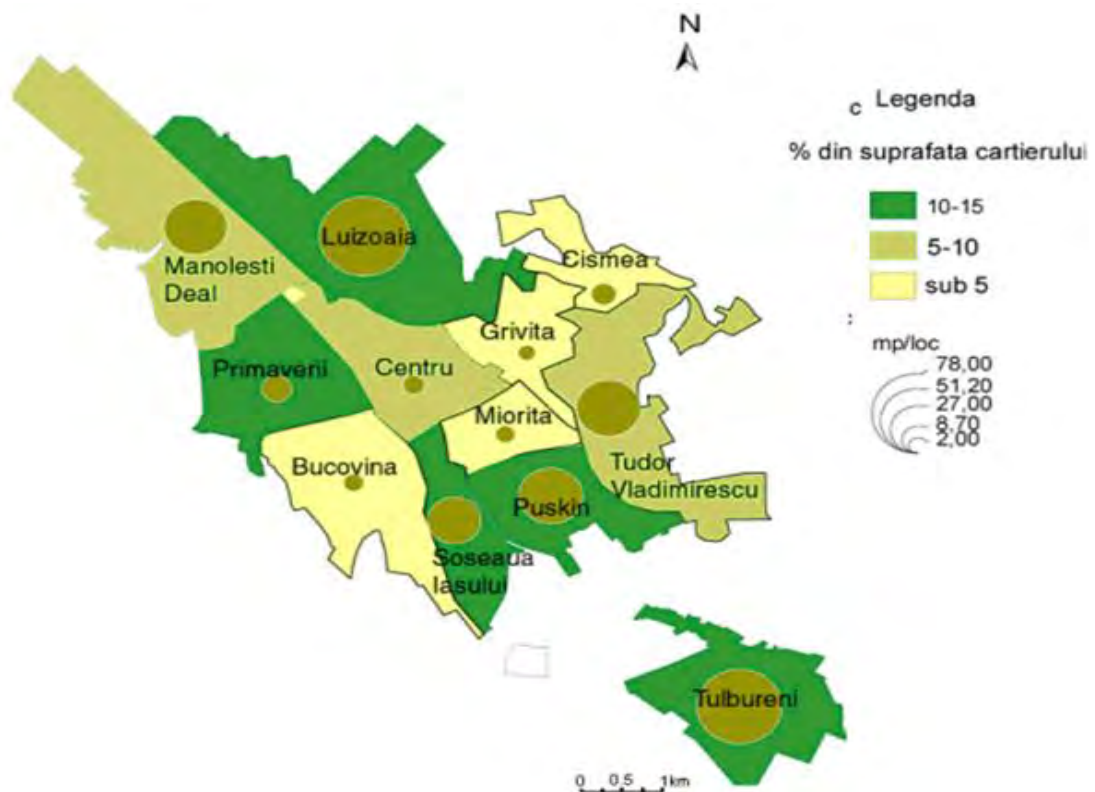 N
c Legenda
% din suprafata cartierului
10-15
5-10
sub 5
mp/loc
78,00
51,20
27,00
8,70
2,00
Luizoaia
Cismea
Manolesti
Deal
Grivita
Primaverii
Centru
Miorita
Bucovina
Tudor
Vladimirescu
Puskin
Soseaua
Iasului
Tulbureni
0 0,5 1km